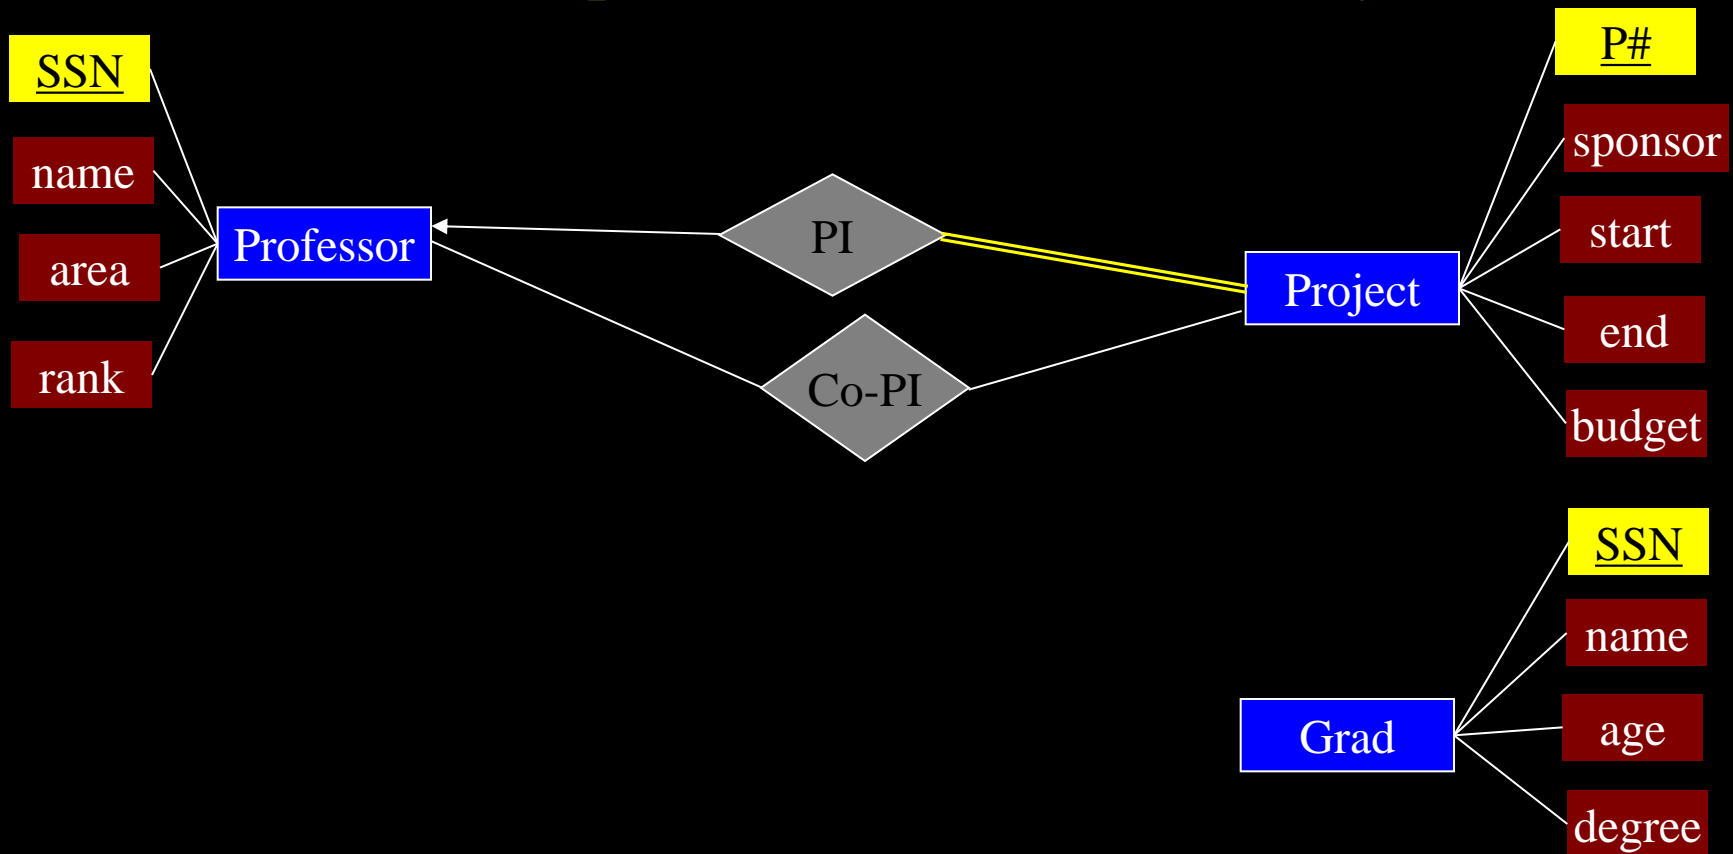 SSN
name
area
rank
Professor
PI
Co-PI
Project
P#
sponsor
start
end
budget
Grad
SSN
name
age
degree